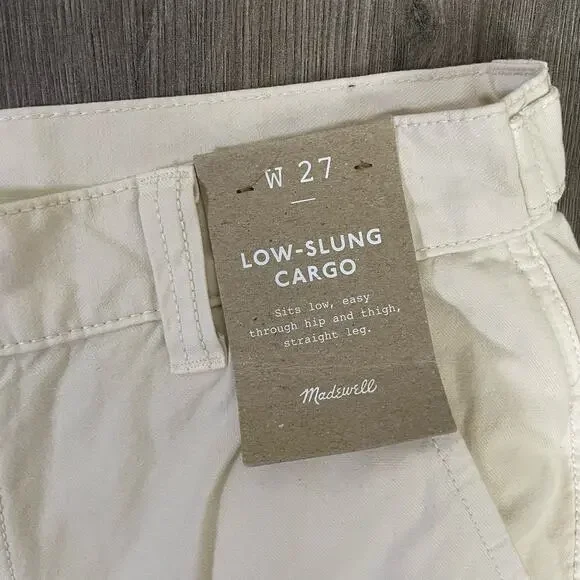 W 27
LOW-SLUNG
CARGO
Sits low, easy
through hip and thigh,
straight leg.
Madewell